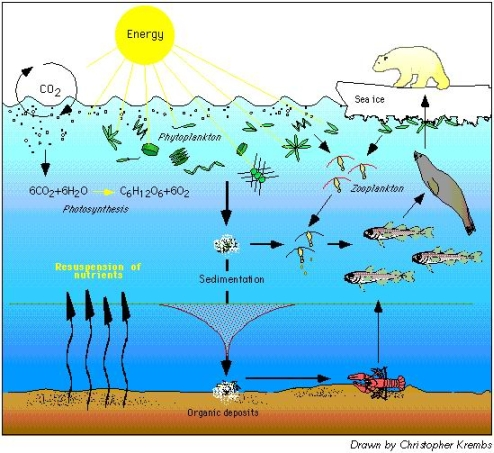 Energy
CO₂
Sea ice
Phytoplankton
6CO₂+6H₂O → C₆H₁₂O₆+6O₂
Photosynthesis
Zooplankton
Resuspension of
nutrients
Sedimentation
Organic deposits
Drawn by Christopher Krembs